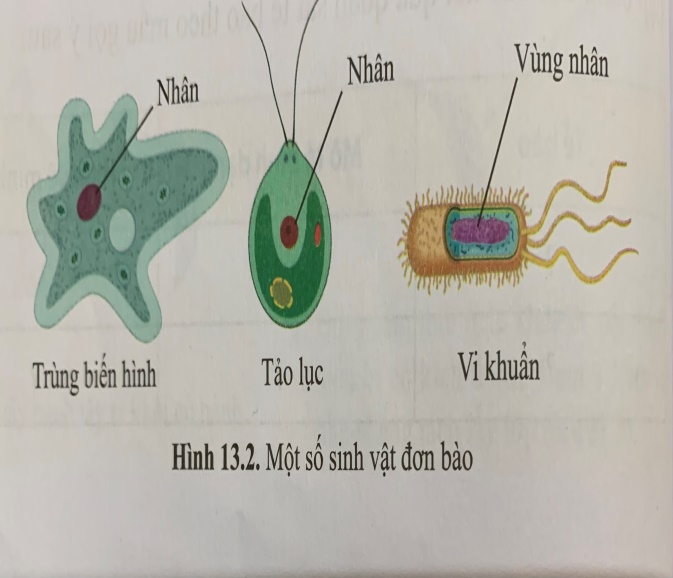 Nhân
Nhân
Vùng nhân
Trùng biến hình
Tảo lục
Vi khuẩn
Hình 13.2. Một số sinh vật đơn bào